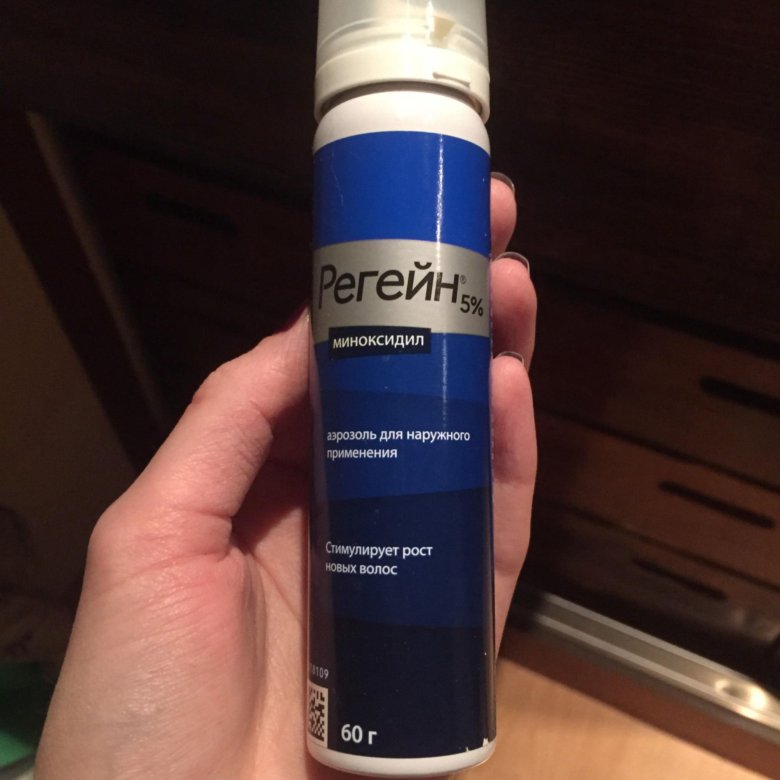 Регейн® 5%
миноксидил
аэрозоль для наружного
применения
Стимулирует рост
новых волос
60 г